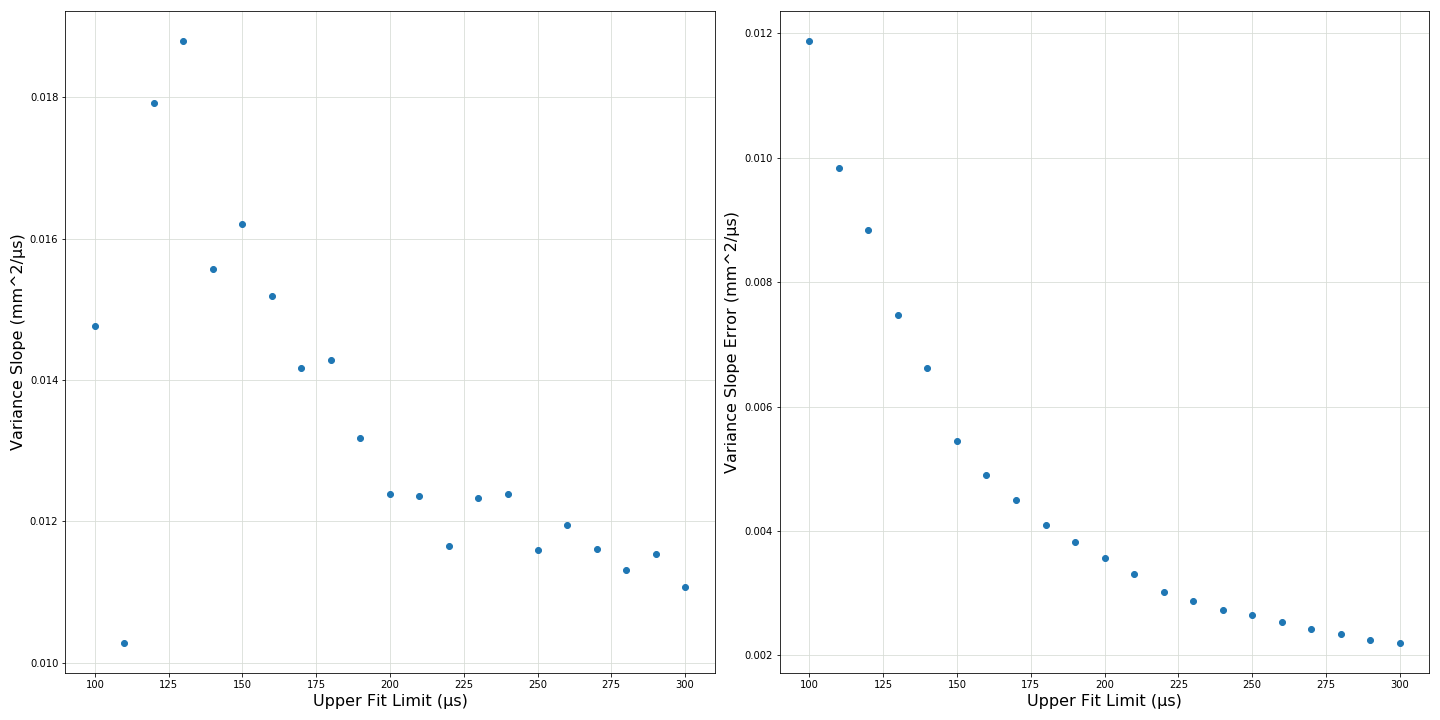 Variance Slope (mm^2/μs)
0.018
0.016
0.014
0.012
0.010
100 125 150 175 200 225 250 275 300
Upper Fit Limit (μs)
Variance Slope Error (mm^2/μs)
0.012
0.010
0.008
0.006
0.004
0.002
100 125 150 175 200 225 250 275 300
Upper Fit Limit (μs)